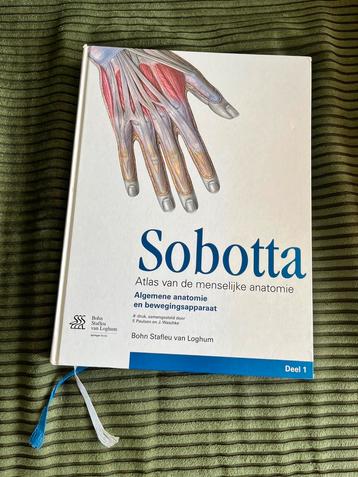 Sobotta
Atlas van de menselijke anatomie
Algemene anatomie
en bewegingsapparaat
4e druk, samengesteld door
F. Paulsen en J. Waschke
Bohn
Stafleu
van Loghum
Bohn Stafleu van Loghum
Deel 1